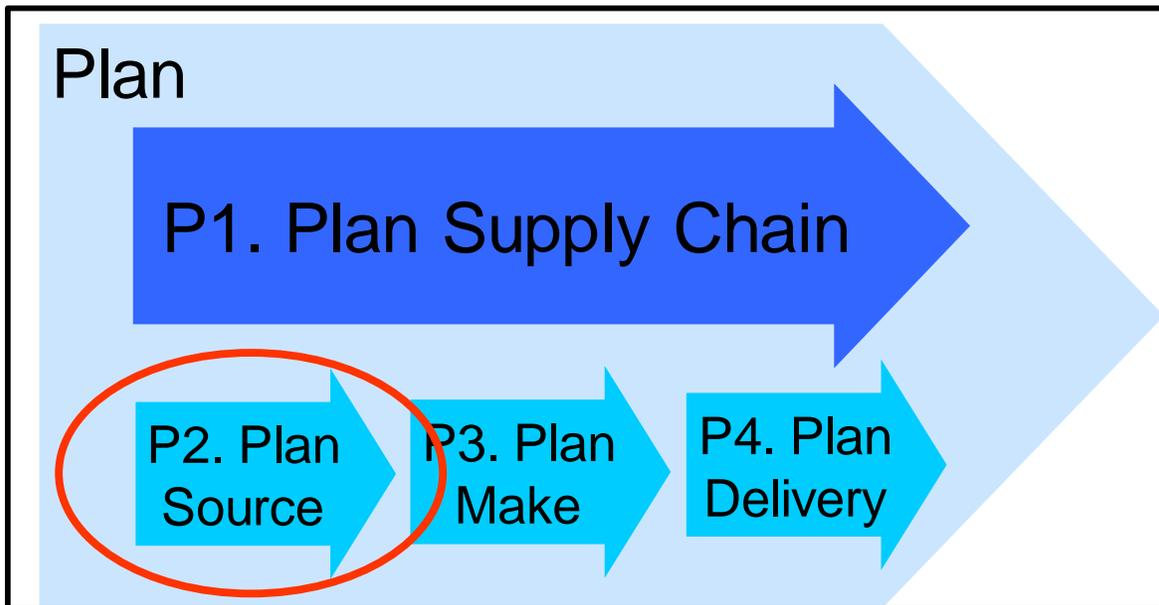 Plan
P1. Plan Supply Chain
P2. Plan
Source
P3. Plan
Make
P4. Plan
Delivery